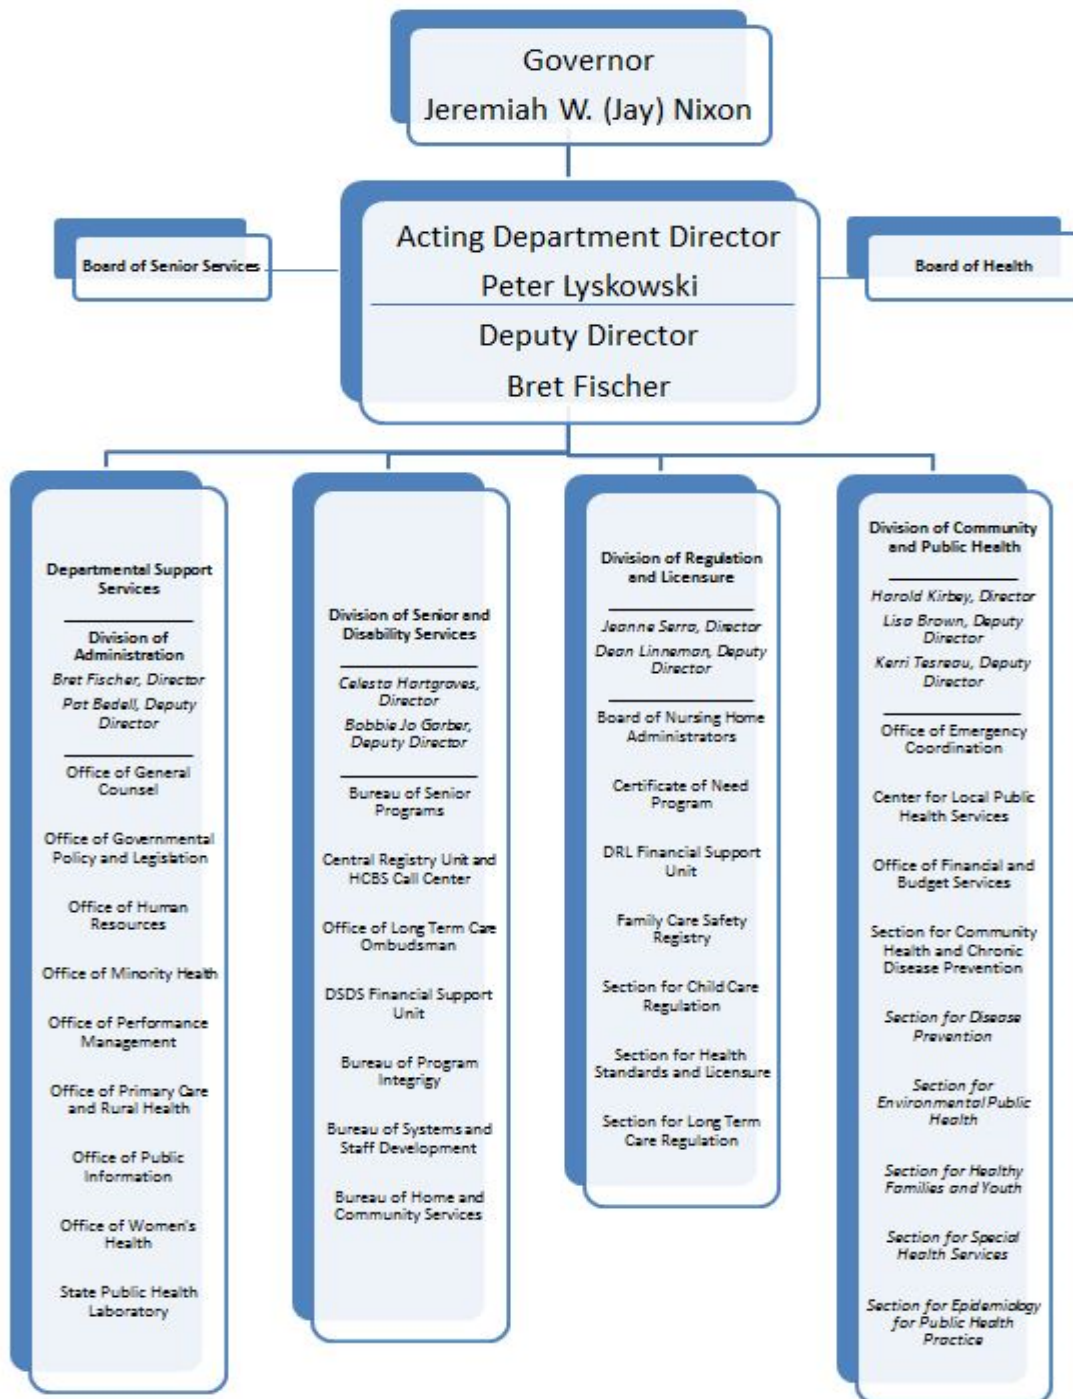 Governor
Jeremiah W. (Jay) Nixon
Board of Senior Services
Acting Department Director
Peter Lyskowski
Deputy Director
Bret Fischer
Board of Health
Departmental Support
Services
Division of
Administration
Bret Fischer, Director
Pat Bedell, Deputy
Director
Office of General
Counsel
Office of Governmental
Policy and Legislation
Office of Human
Resources
Office of Minority Health
Office of Performance
Management
Office of Primary Care
and Rural Health
Office of Public
Information
Office of Women's
Health
State Public Health
Laboratory
Division of Senior and
Disability Services
Celesta Hartgraves,
Director
Bobbie Jo Garber,
Deputy Director
Bureau of Senior
Programs
Central Registry Unit and
HCBS Call Center
Office of Long Term Care
Ombudsman
DSDS Financial Support
Unit
Bureau of Program
Integrigy
Bureau of Systems and
Staff Development
Bureau of Home and
Community Services
Division of Regulation
and Licensure
Jeanne Serra, Director
Dean Linneman, Deputy
Director
Board of Nursing Home
Administrators
Certificate of Need
Program
DRL Financial Support
Unit
Family Care Safety
Registry
Section for Child Care
Regulation
Section for Health
Standards and Licensure
Section for Long Term
Care Regulation
Division of Community
and Public Health
Harold Kirbey, Director
Lisa Brown, Deputy
Director
Kerri Tesreau, Deputy
Director
Office of Emergency
Coordination
Center for Local Public
Health Services
Office of Financial and
Budget Services
Section for Community
Health and Chronic
Disease Prevention
Section for Disease
Prevention
Section for
Environmental Public
Health
Section for Healthy
Families and Youth
Section for Special
Health Services
Section for Epidemiology
for Public Health
Practice